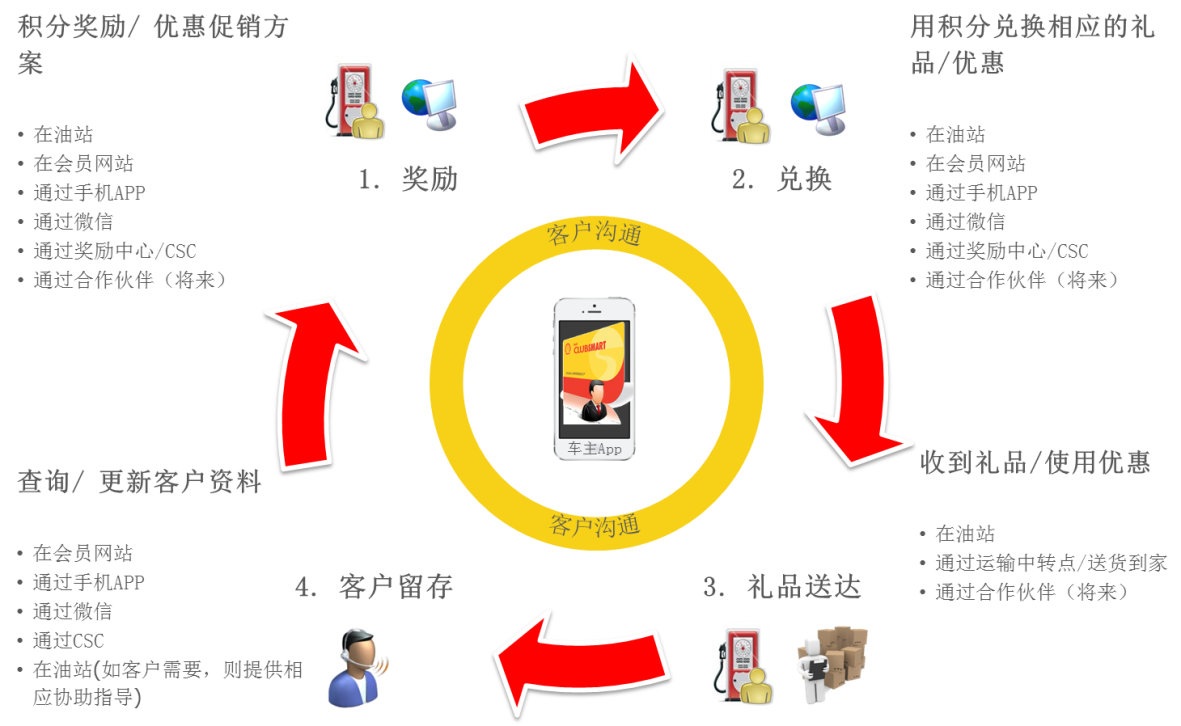 积分奖励/ 优惠促销方
案
• 在油站
• 在会员网站
• 通过手机APP
• 通过微信
• 通过奖励中心/CSC
• 通过合作伙伴（将来）
1. 奖励
2. 兑换
用积分兑换相应的礼
品/优惠
• 在油站
• 在会员网站
• 通过手机APP
• 通过微信
• 通过奖励中心/CSC
• 通过合作伙伴（将来）
客户沟通
CLUBSMART
车主App
客户沟通
查询/ 更新客户资料
• 在会员网站
• 通过手机APP
• 通过微信
• 通过CSC
• 在油站(如客户需要，则提供相
应协助指导)
4. 客户留存
3. 礼品送达
收到礼品/使用优惠
• 在油站
• 通过运输中转点/送货到家
• 通过合作伙伴（将来）